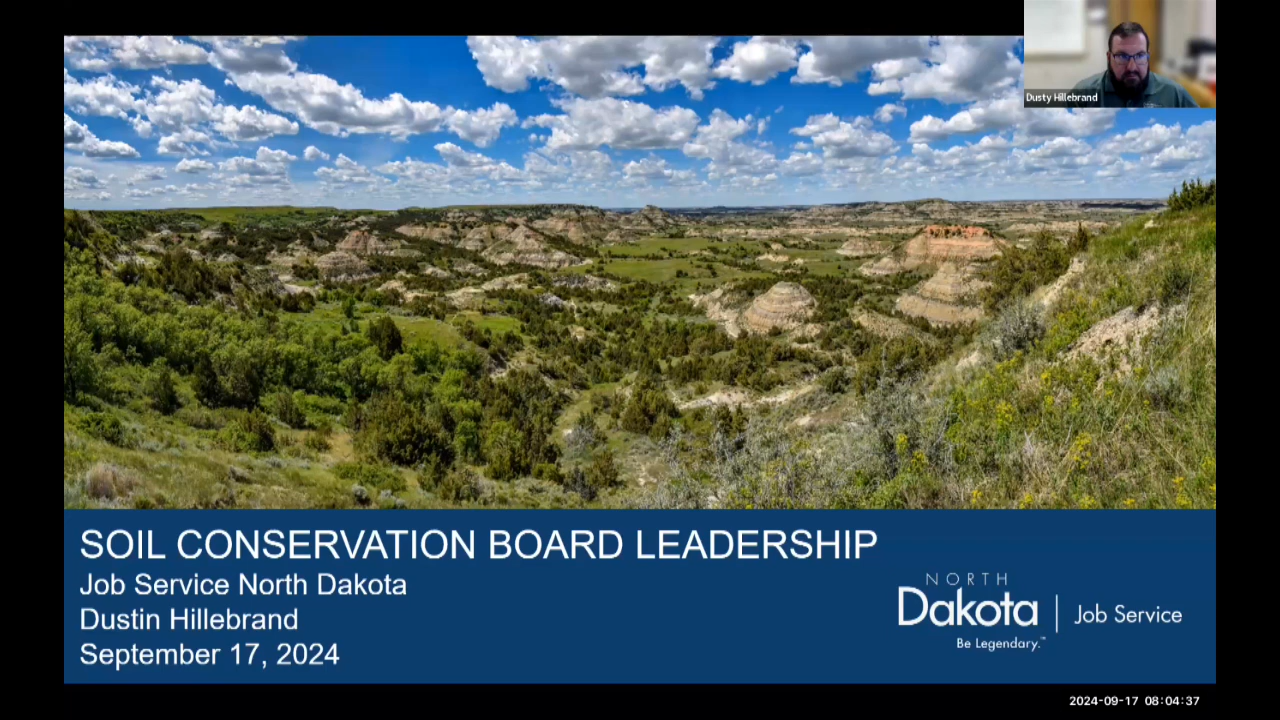 Dusty Hillebrand
SOIL CONSERVATION BOARD LEADERSHIP
Job Service North Dakota
Dustin Hillebrand
September 17, 2024
NORTH
Dakota
Be Legendary.™
Job Service
2024-09-17 08:04:37